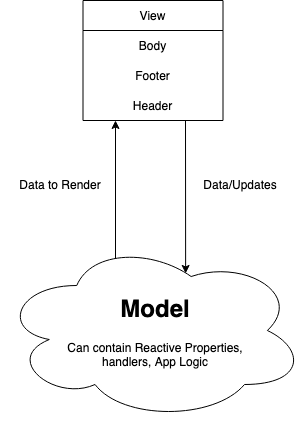 View
Body
Footer
Header
Data to Render
Data/Updates
Model
Can contain Reactive Properties,
handlers, App Logic